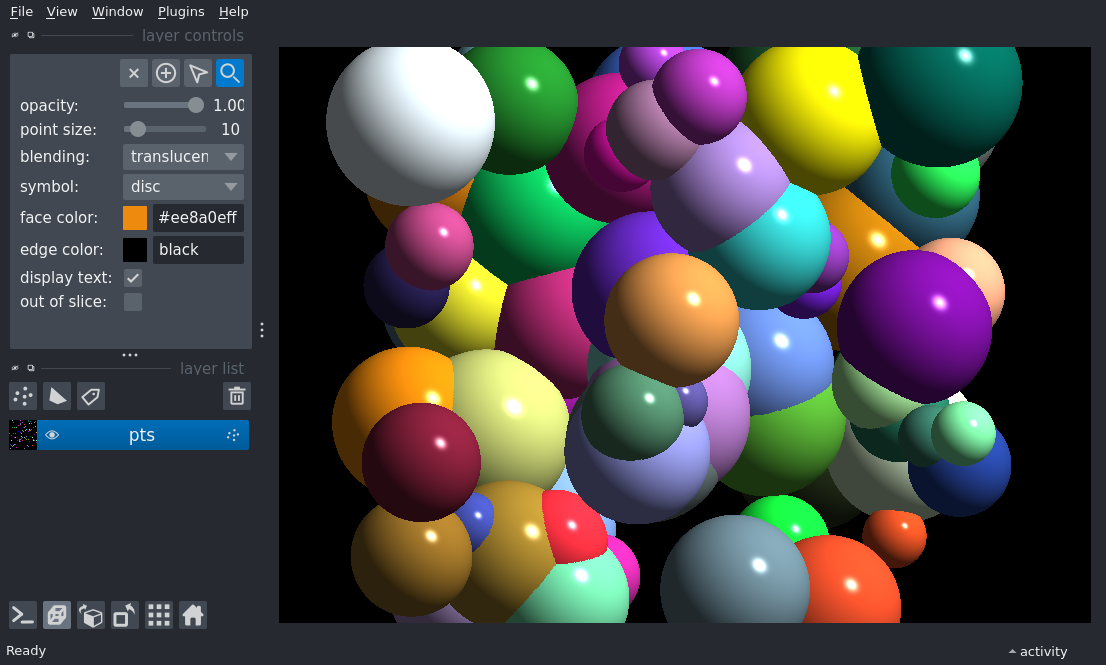 File View Window Plugins Help
layer controls
opacity: 1.00
point size: 10
blending: translucen
symbol: disc
face color: #ee8a0eff
edge color: black
display text:
out of slice:
layer list
pts
Ready
activity